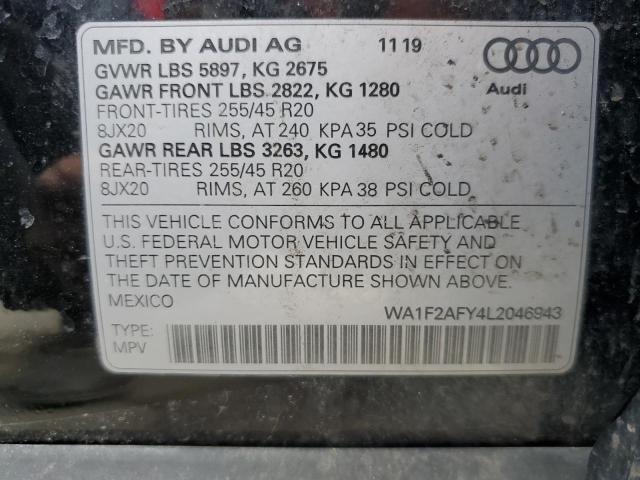 MFD. BY AUDI AG 11 19
GVWR LBS 5897, KG 2675
GAWR FRONT LBS 2822, KG 1280
FRONT-TIRES 255/45 R20
8JX20 RIMS, AT 240 KPA 35 PSI COLD
GAWR REAR LBS 3263, KG 1480
REAR-TIRES 255/45 R20
8JX20 RIMS, AT 260 KPA 38 PSI COLD
Audi
THIS VEHICLE CONFORMS TO ALL APPLICABLE
U.S. FEDERAL MOTOR VEHICLE SAFETY AND
THEFT PREVENTION STANDARDS IN EFFECT ON
THE DATE OF MANUFACTURE SHOWN ABOVE.
MEXICO WA1F2AFY4L2046943
TYPE:
MPV